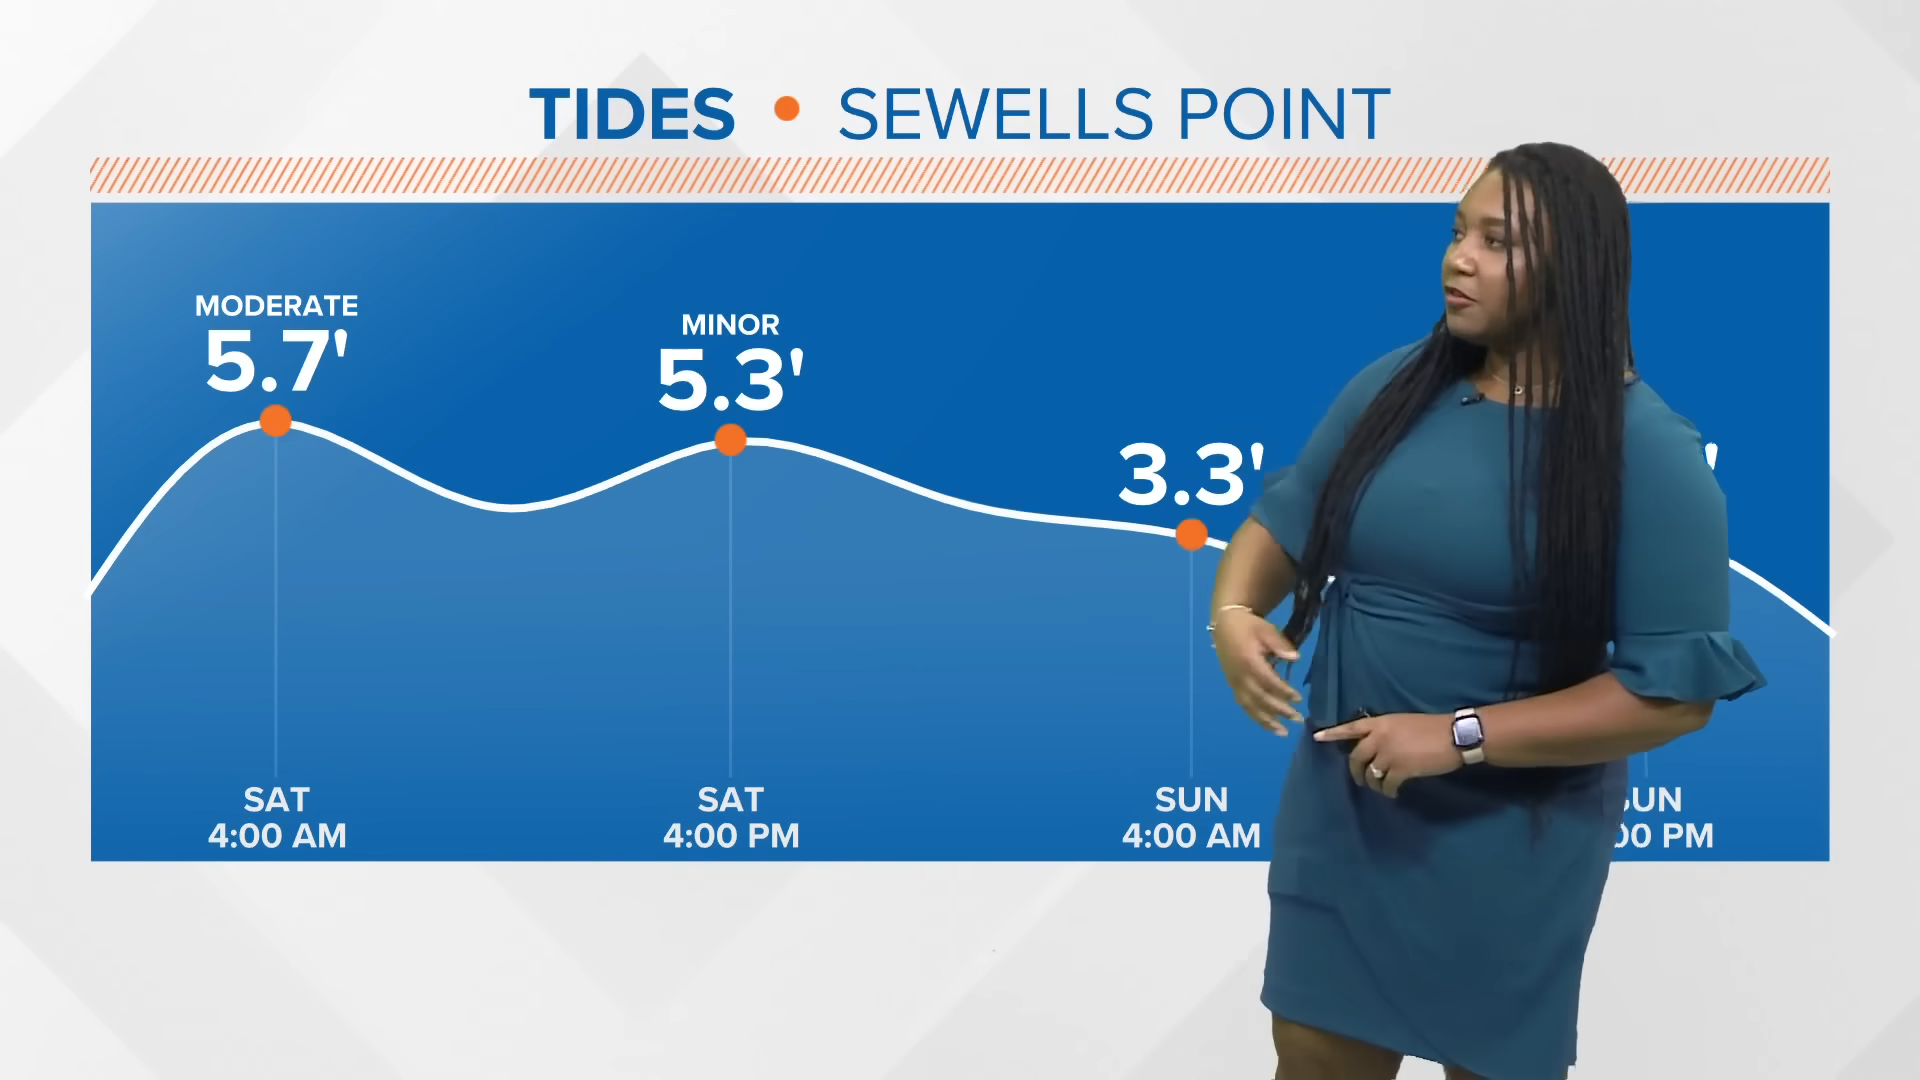 TIDES • SEWELLS POINT
MODERATE
5.7'
MINOR
5.3'
3.3'
SAT
4:00 AM
SAT
4:00 PM
SUN
4:00 AM
PM